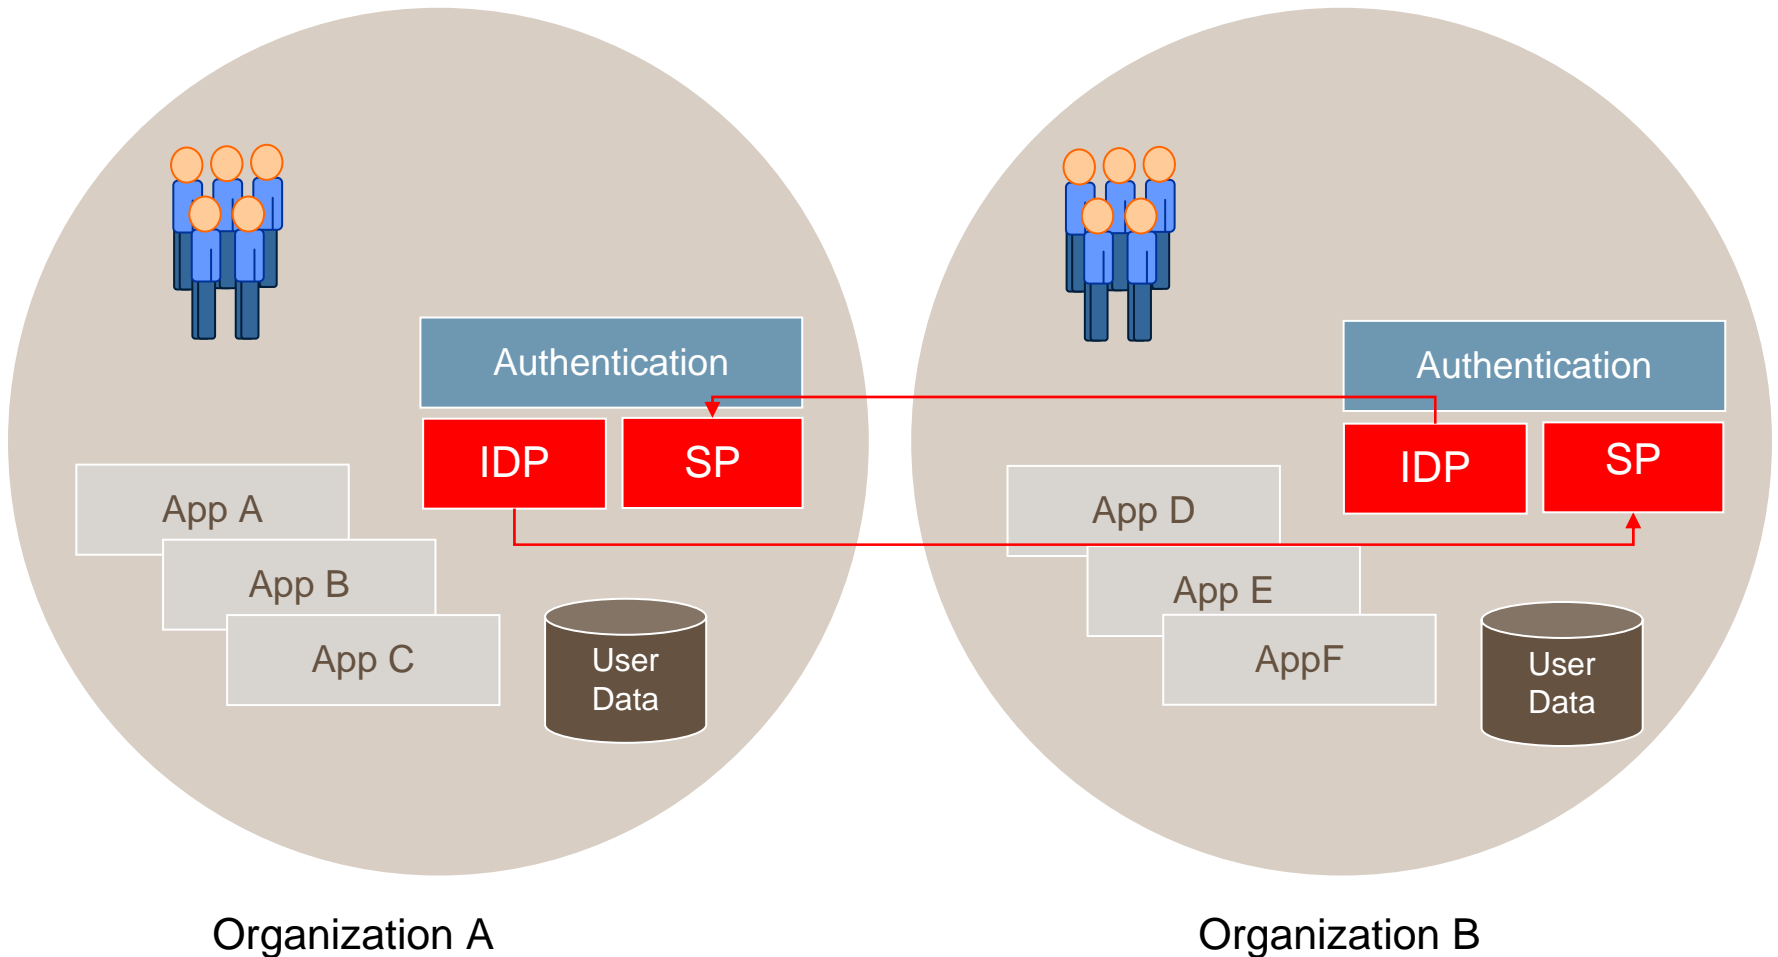 Authentication
IDP
SP
App A
App B
App C
User
Data
Organization A
Authentication
IDP
SP
App D
App E
AppF
User
Data
Organization B